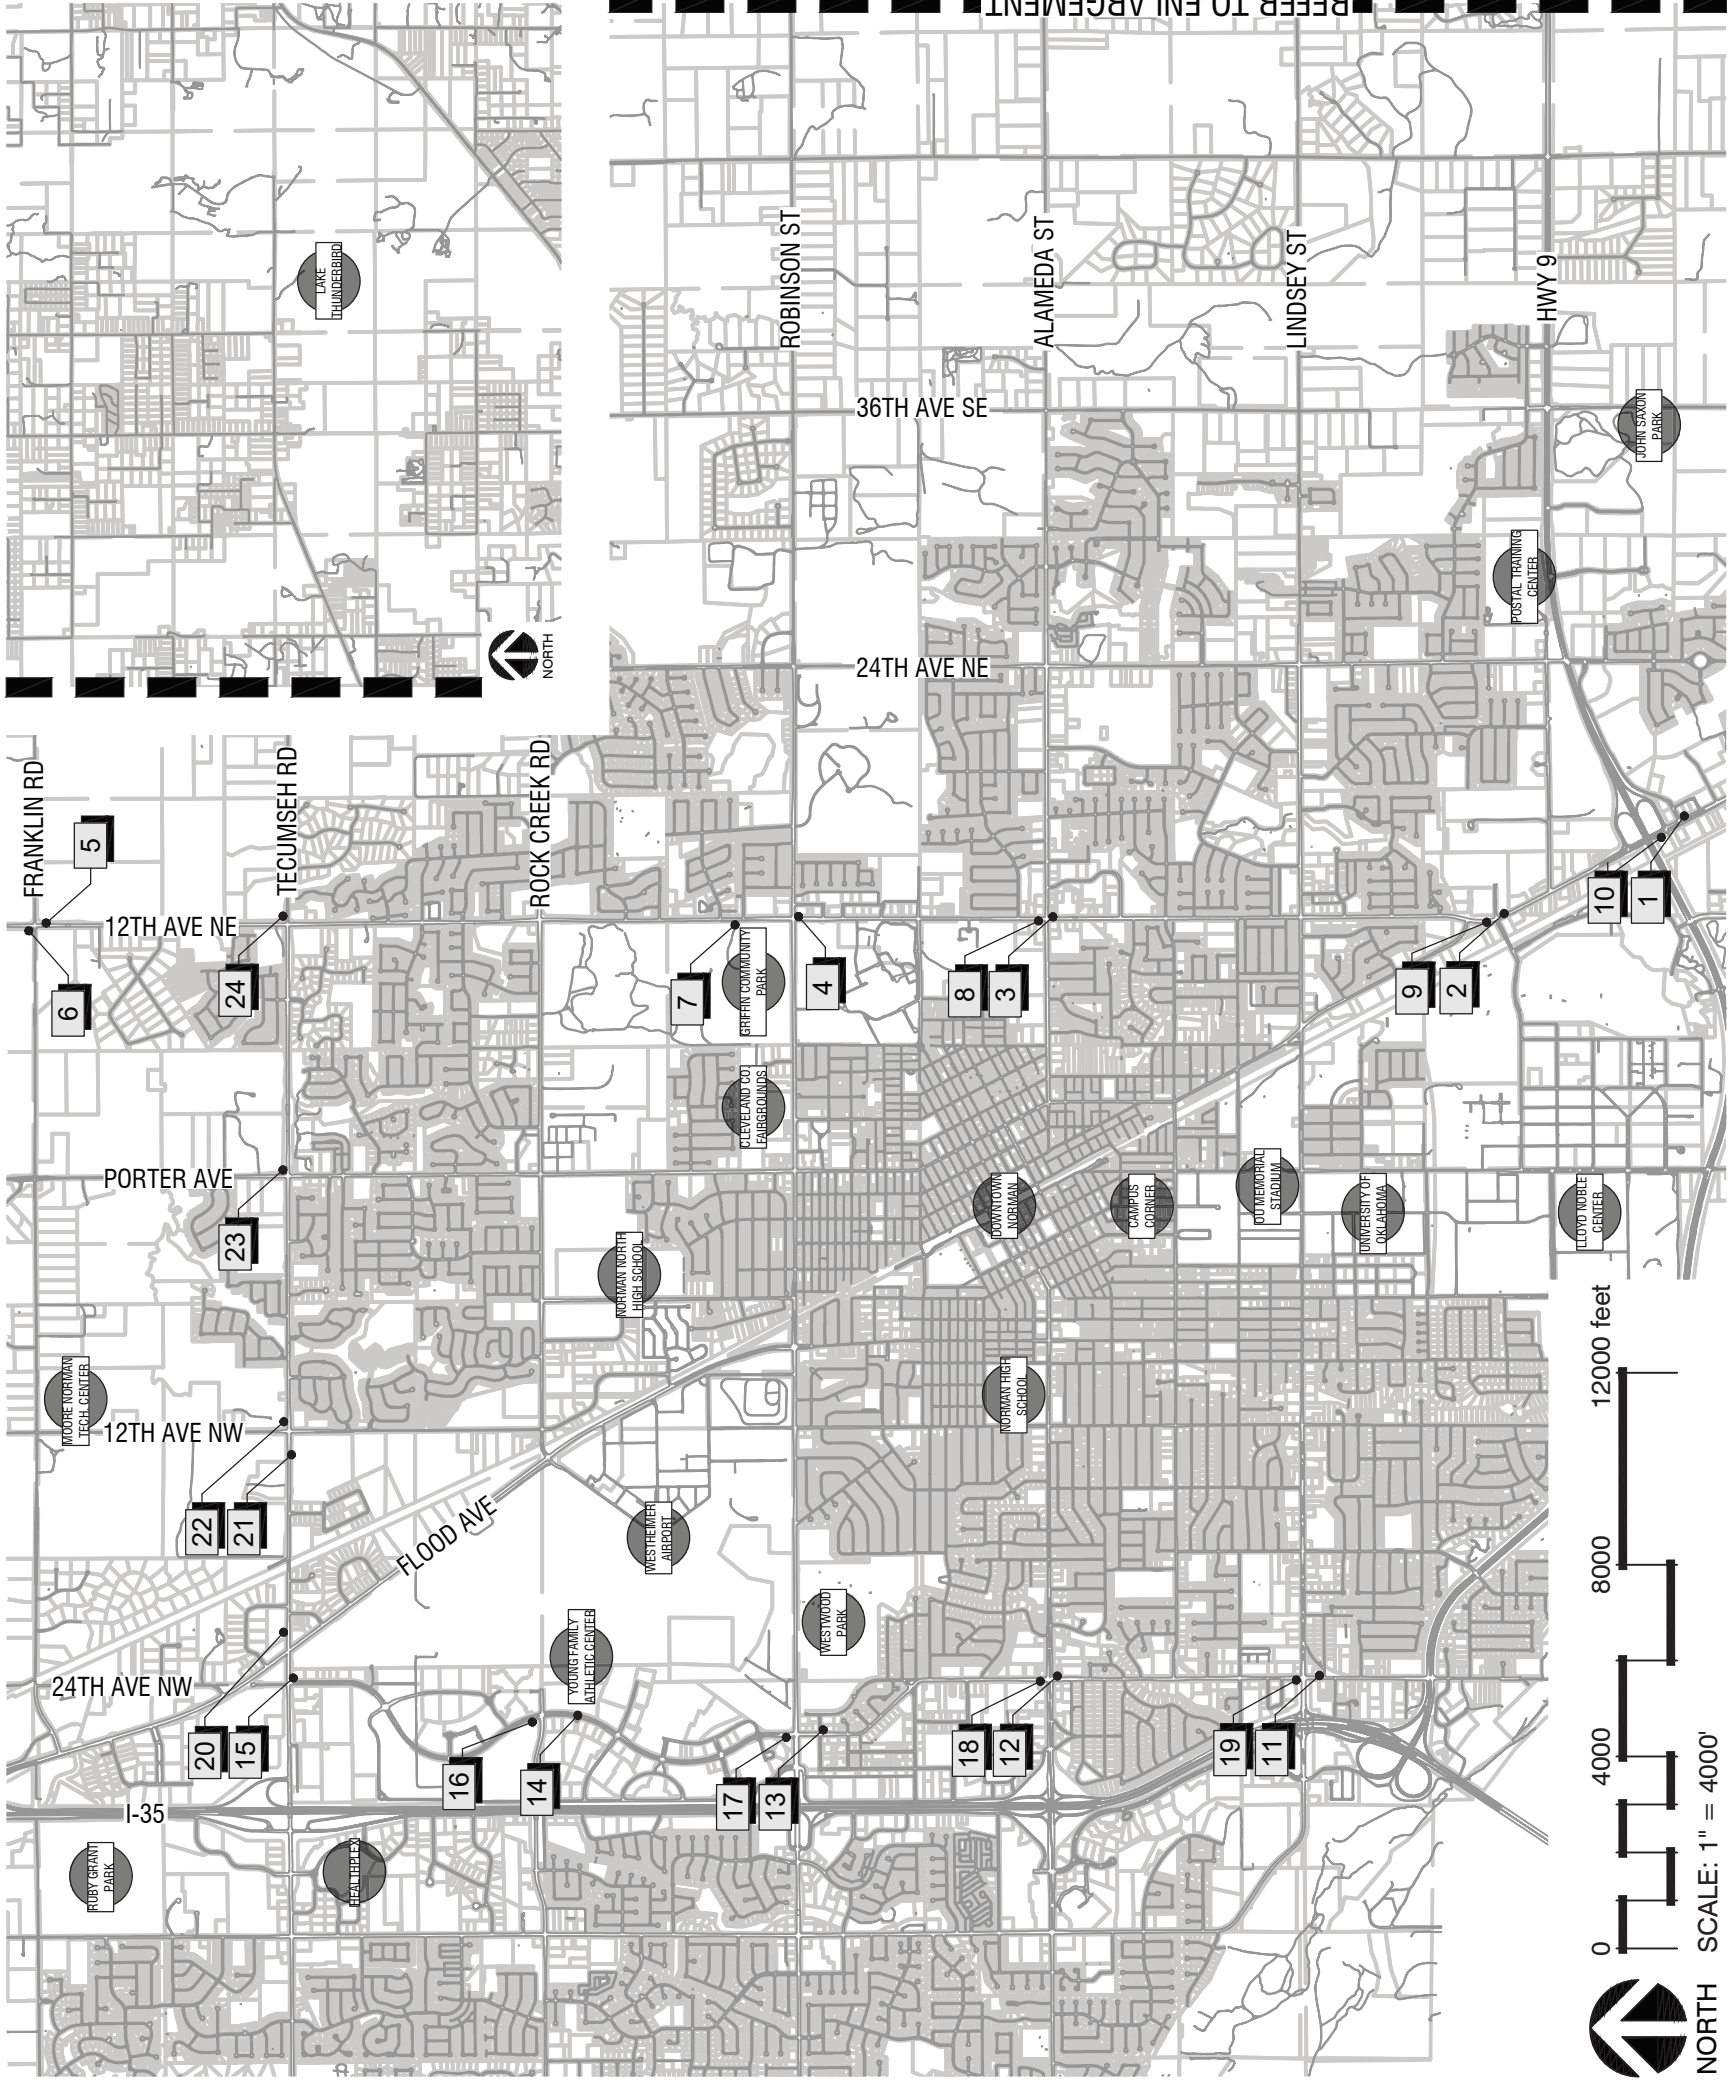 REFER TO ENLARGEMENT
LAKE
THUNDERBIRD
NORTH
FRANKLIN RD
TECUMSEH RD
ROCK CREEK RD
ROBINSON ST
ALAMEDA ST
LINDSEY ST
HWY 9
36TH AVE SE
24TH AVE NE
12TH AVE NE
PORTER AVE
12TH AVE NW
FLOOD AVE
24TH AVE NW
I-35
JOHN SAXON
PARK
POSTAL TRAINING
CENTER
5
6
24
7
GRIFFIN COMMUNITY
PARK
4
8
3
9
2
10
1
CLEVELAND CO.
FAIRGROUNDS
23
NORMAN NORTH
HIGH SCHOOL
DOWNTOWN
NORMAN
CAMPUS
CORNER
OU MEMORIAL
STADIUM
UNIVERSITY OF
OKLAHOMA
LLOYD NOBLE
CENTER
MOORE NORMAN
TECH. CENTER
NORMAN HIGH
SCHOOL
22
21
WESTHEIMER
AIRPORT
YOUNG FAMILY
ATHLETIC CENTER
WESTWOOD
PARK
20
15
16
14
17
13
18
12
19
11
RUBY GRANT
PARK
HEALTHPLEX
0
4000
8000
12000 feet
NORTH
SCALE: 1" = 4000'